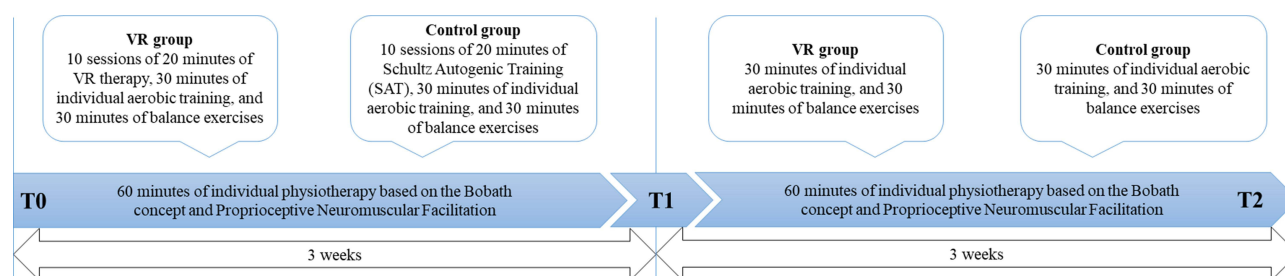 VR group
10 sessions of 20 minutes of
VR therapy, 30 minutes of
individual aerobic training, and
30 minutes of balance exercises
Control group
10 sessions of 20 minutes of
Schultz Autogenic Training
(SAT), 30 minutes of individual
aerobic training, and 30 minutes
of balance exercises
VR group
30 minutes of individual
aerobic training, and 30
minutes of balance exercises
Control group
30 minutes of individual aerobic
training, and 30 minutes of
balance exercises
T0
60 minutes of individual physiotherapy based on the Bobath
concept and Proprioceptive Neuromuscular Facilitation
T1
60 minutes of individual physiotherapy based on the Bobath
concept and Proprioceptive Neuromuscular Facilitation
T2
3 weeks
3 weeks